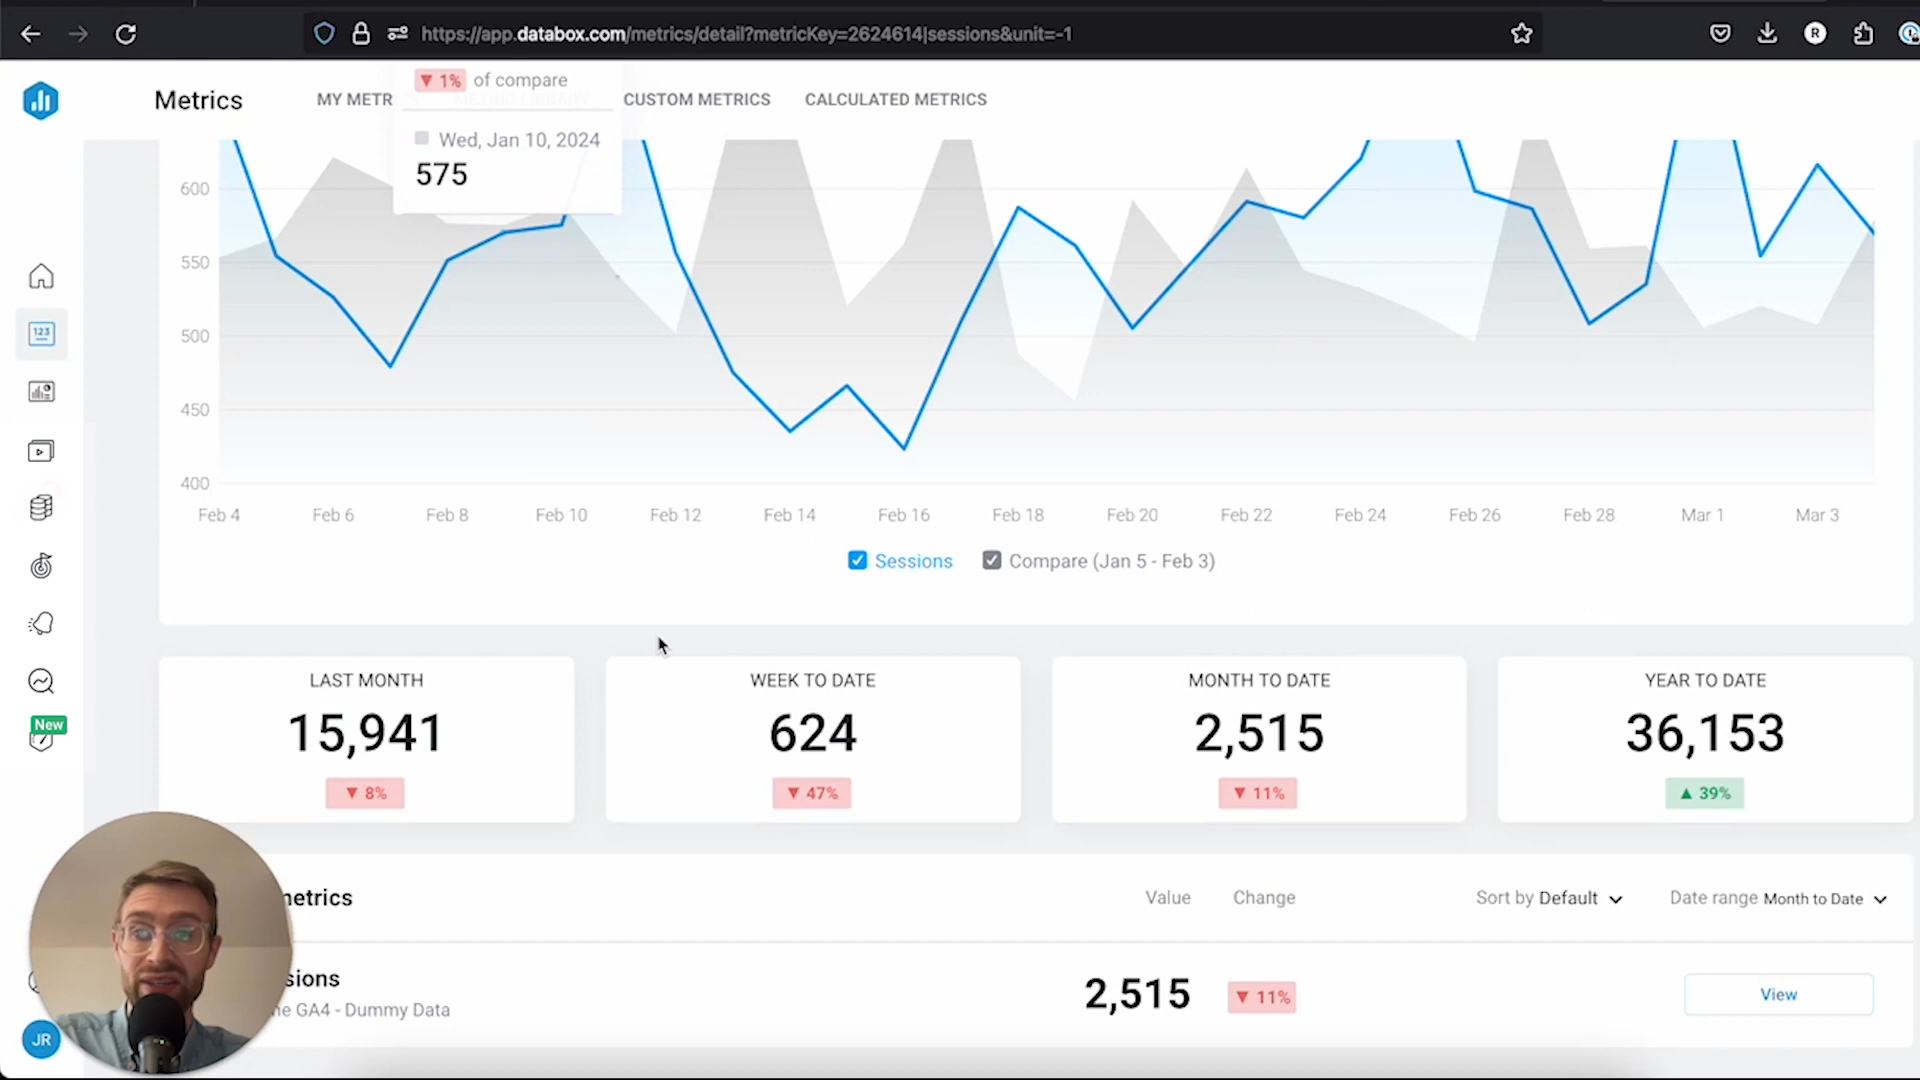 https://app.databox.com/metrics/detail?metricKey=2624614|sessions&unit=-1
R
Metrics
MY METR
CUSTOM METRICS
CALCULATED METRICS
▼ 1% of compare
Wed, Jan 10, 2024
575
600
550
500
450
400
Feb 4 Feb 6 Feb 8 Feb 10 Feb 12 Feb 14 Feb 16 Feb 18 Feb 20 Feb 22 Feb 24 Feb 26 Feb 28 Mar 1 Mar 3
Sessions Compare (Jan 5 - Feb 3)
123
New
LAST MONTH
15,941
▼ 8%
WEEK TO DATE
624
▼ 47%
MONTH TO DATE
2,515
▼ 11%
YEAR TO DATE
36,153
▲ 39%
netrics Value Change Sort by Default Date range Month to Date
sions
ne GA4 - Dummy Data
2,515 ▼ 11% View
JR